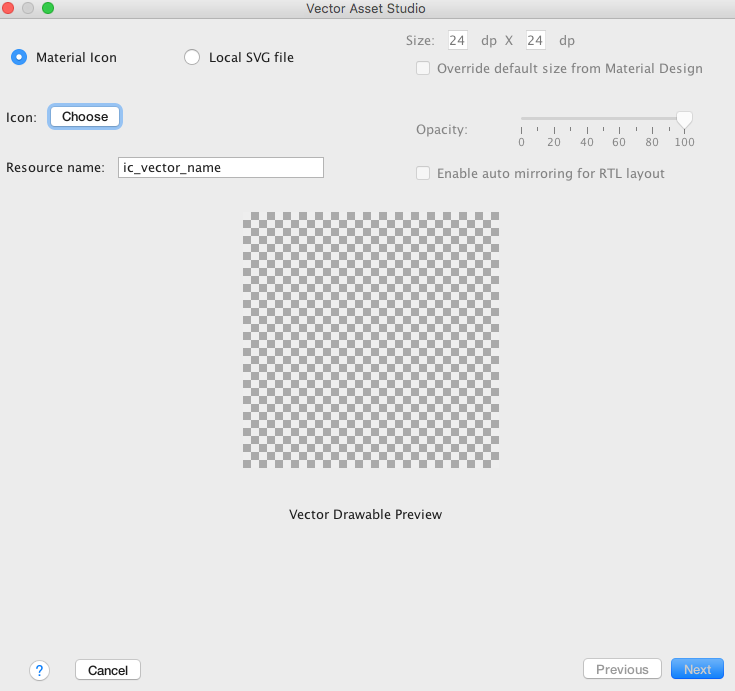 Vector Asset Studio
Material Icon
Local SVG file
Size: 24 dp X 24 dp
Override default size from Material Design
Icon: Choose
Opacity:
0 20 40 60 80 100
Resource name: ic_vector_name
Enable auto mirroring for RTL layout
Vector Drawable Preview
? Cancel Previous Next